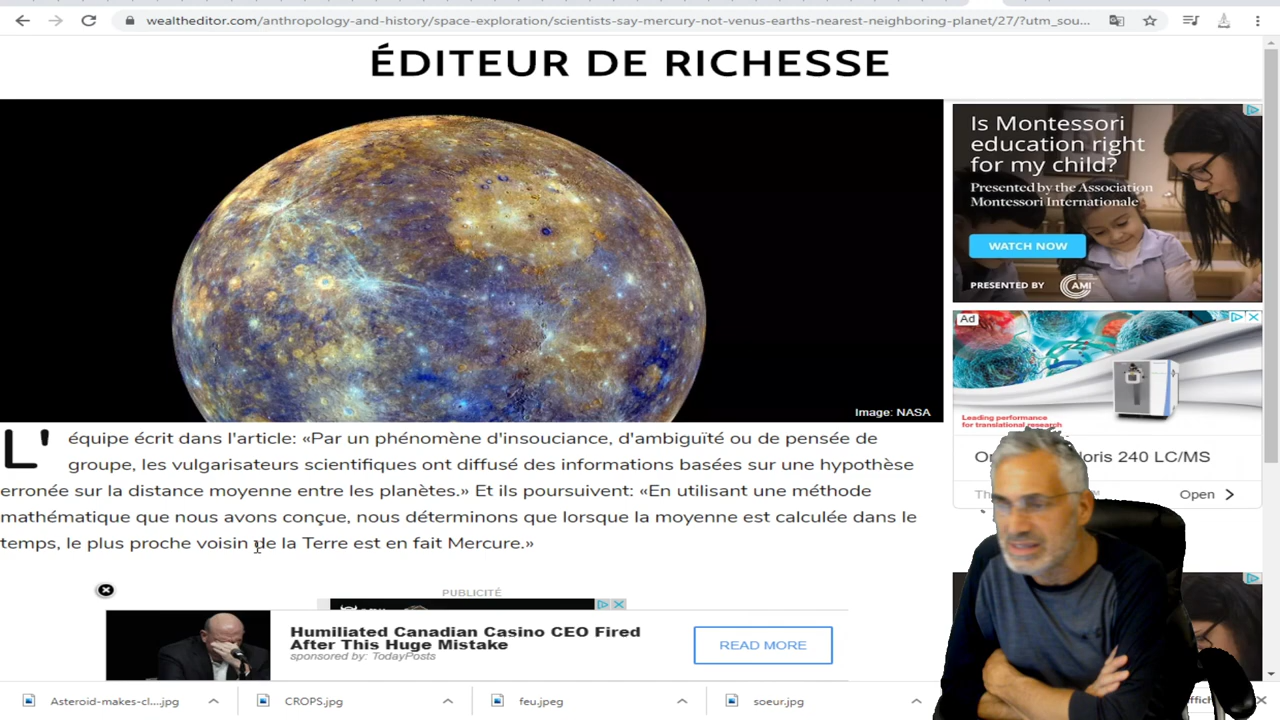 wealtheditor.com/anthropology-and-history/space-exploration/scientists-say-mercury-not-venus-earths-nearest-neighboring-planet/27/?utm_sou...
ÉDITEUR DE RICHESSE
Image: NASA
L'équipe écrit dans l'article: «Par un phénomène d'insouciance, d'ambiguïté ou de pensée de
groupe, les vulgarisateurs scientifiques ont diffusé des informations basées sur une hypothèse
erronée sur la distance moyenne entre les planètes.» Et ils poursuivent: «En utilisant une méthode
mathématique que nous avons conçue, nous déterminons que lorsque la moyenne est calculée dans le
temps, le plus proche voisin de la Terre est en fait Mercure.»
Is Montessori
education right
for my child?
Presented by the Association
Montessori Internationale
WATCH NOW
PRESENTED BY
AMI
Ad
Leading performance
for translational research
240 LC/MS
Open
PUBLICITÉ
Humiliated Canadian Casino CEO Fired
After This Huge Mistake
sponsored by: TodayPosts
READ MORE
Asteroid-makes-cl....jpg
CROPS.jpg
feu.jpeg
soeur.jpg